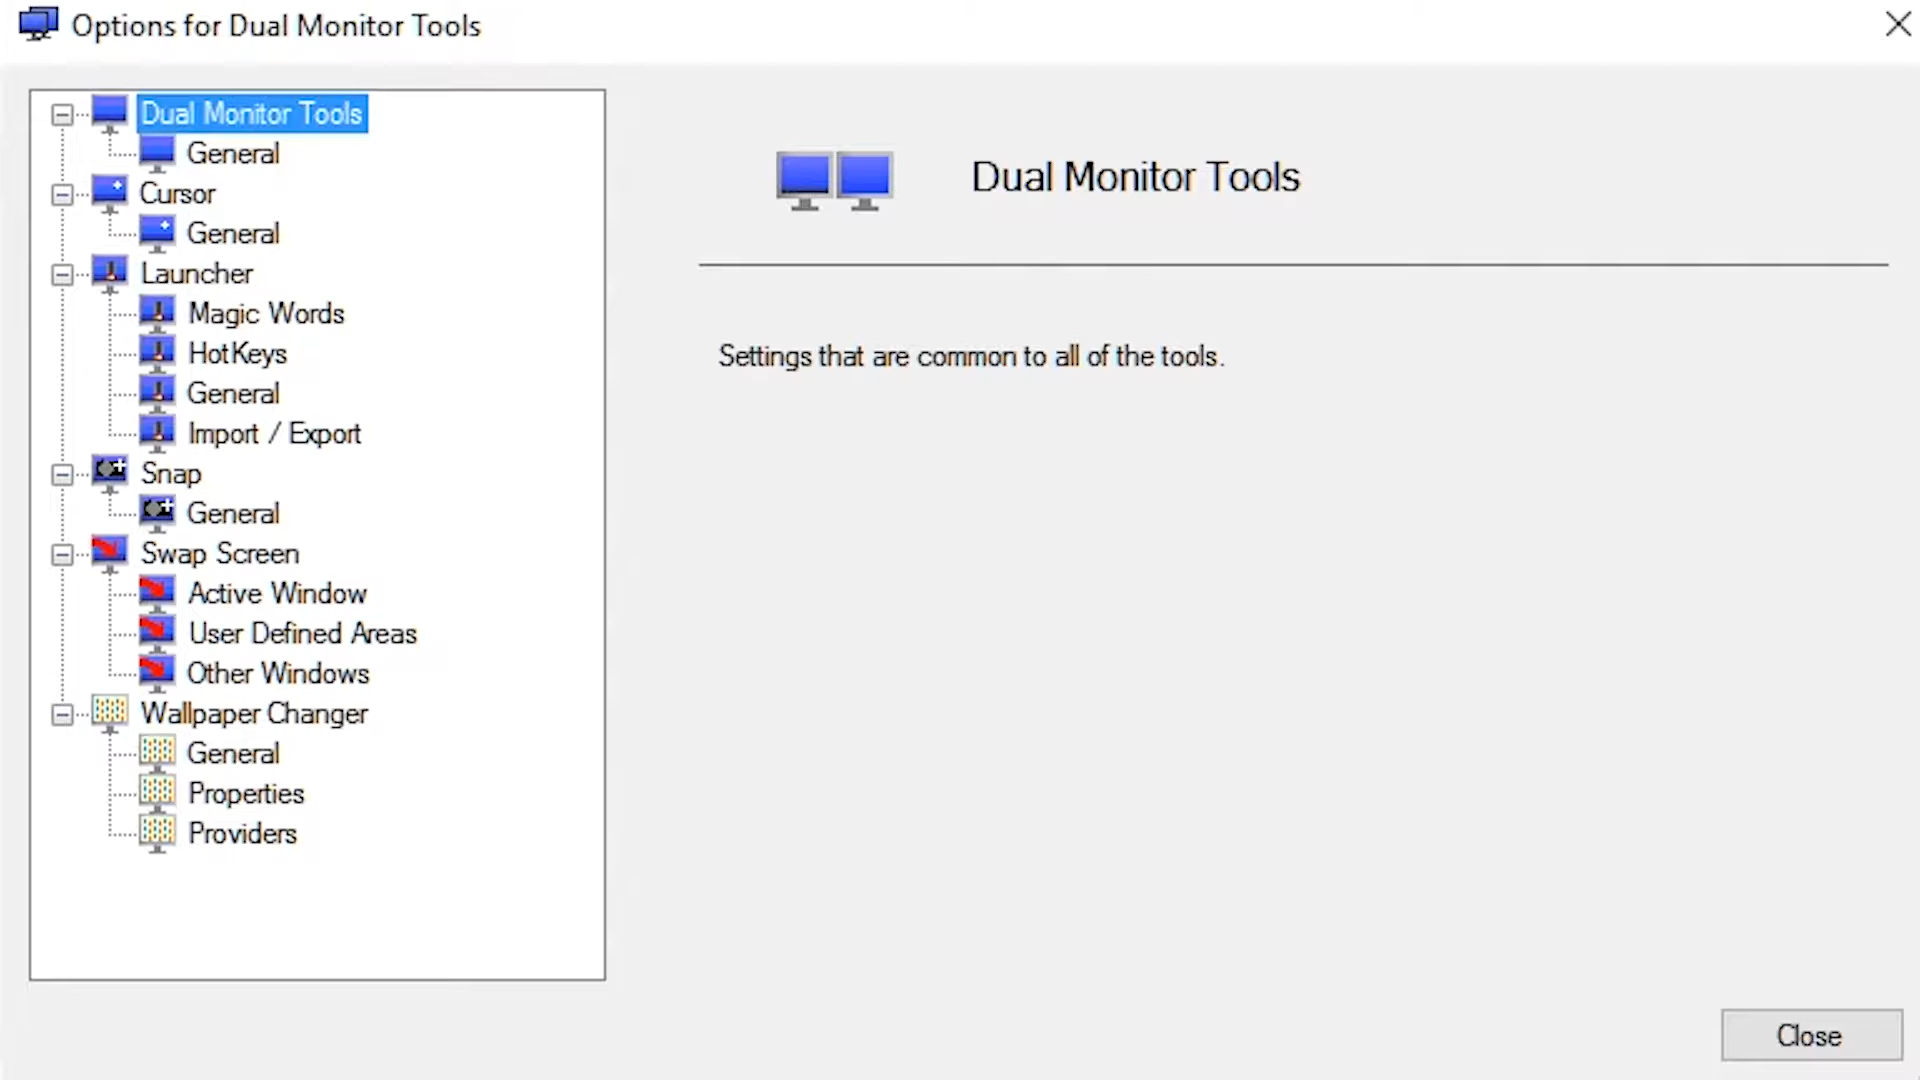 Options for Dual Monitor Tools
Dual Monitor Tools
General
Cursor
General
Launcher
Magic Words
HotKeys
General
Import / Export
Snap
General
Swap Screen
Active Window
User Defined Areas
Other Windows
Wallpaper Changer
General
Properties
Providers
Dual Monitor Tools
Settings that are common to all of the tools.
Close